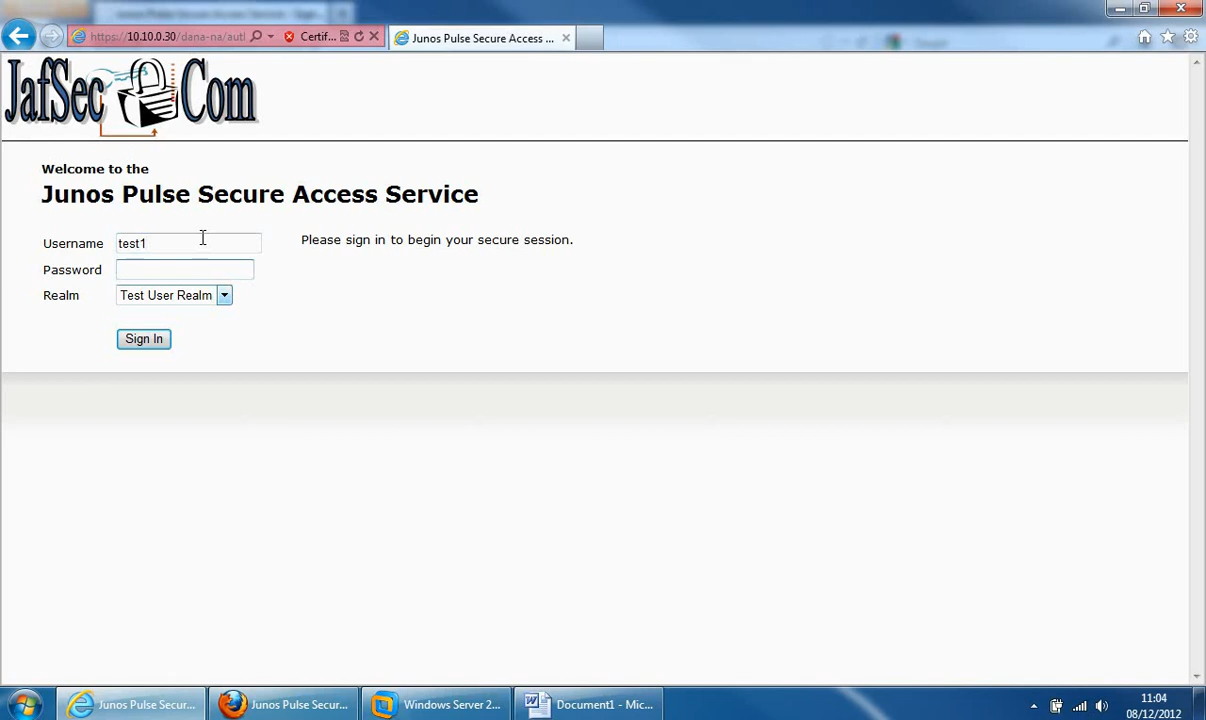 https://10.10.0.30/dana-na/autl
Certif...
Junos Pulse Secure Access ...
JafSec Com
Welcome to the
Junos Pulse Secure Access Service
Username test1
Please sign in to begin your secure session.
Password
Realm Test User Realm
Sign In
Junos Pulse Secur...
Junos Pulse Secur...
Windows Server 2...
Document1 - Mic...
11:04
08/12/2012